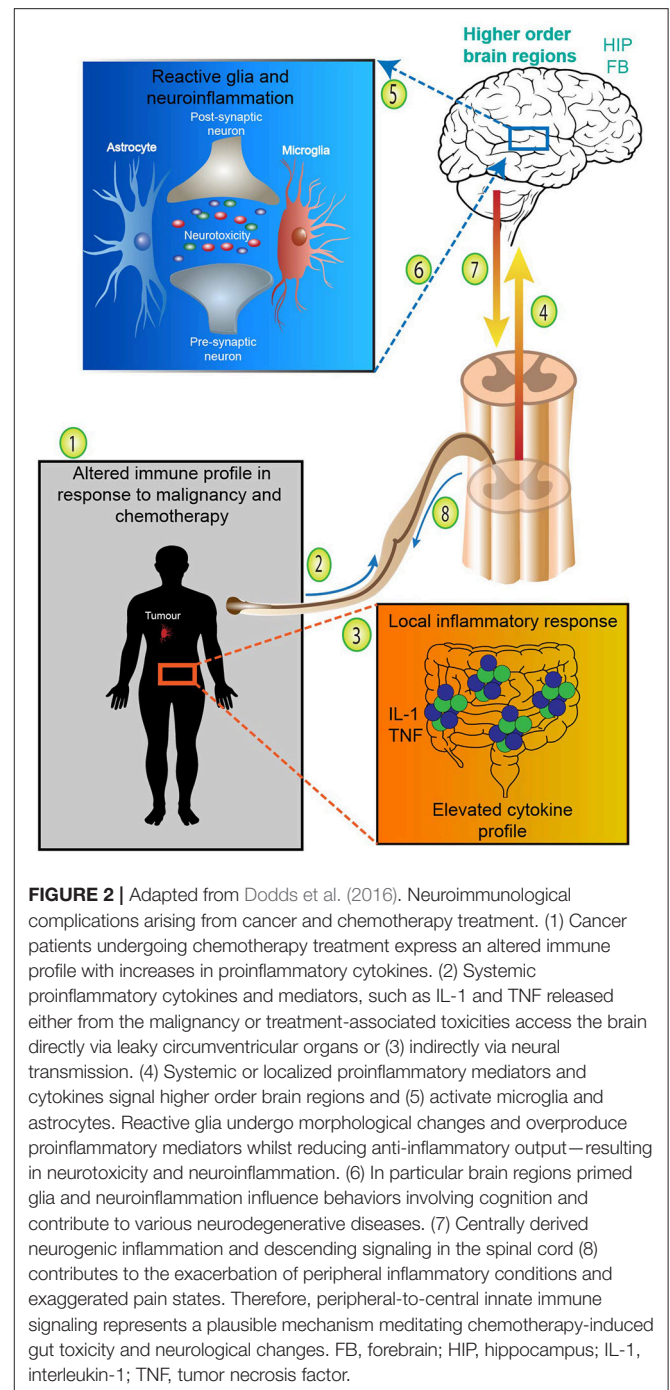 Higher order
brain regions
HIP
FB
5
Reactive glia and
neuroinflammation
Post-synaptic
neuron
Astrocyte
Microglia
Neurotoxicity
Pre-synaptic
neuron
6
7
4
1
Altered immune profile in
response to malignancy and
chemotherapy
2
8
Tumour
3
Local inflammatory response
IL-1
TNF
Elevated cytokine
profile
FIGURE 2 | Adapted from Dodds et al. (2016). Neuroimmunological
complications arising from cancer and chemotherapy treatment. (1) Cancer
patients undergoing chemotherapy treatment express an altered immune
profile with increases in proinflammatory cytokines. (2) Systemic
proinflammatory cytokines and mediators, such as IL-1 and TNF released
either from the malignancy or treatment-associated toxicities access the brain
directly via leaky circumventricular organs or (3) indirectly via neural
transmission. (4) Systemic or localized proinflammatory mediators and
cytokines signal higher order brain regions and (5) activate microglia and
astrocytes. Reactive glia undergo morphological changes and overproduce
proinflammatory mediators whilst reducing anti-inflammatory output—resulting
in neurotoxicity and neuroinflammation. (6) In particular brain regions primed
glia and neuroinflammation influence behaviors involving cognition and
contribute to various neurodegenerative diseases. (7) Centrally derived
neurogenic inflammation and descending signaling in the spinal cord (8)
contributes to the exacerbation of peripheral inflammatory conditions and
exaggerated pain states. Therefore, peripheral-to-central innate immune
signaling represents a plausible mechanism meditating chemotherapy-induced
gut toxicity and neurological changes. FB, forebrain; HIP, hippocampus; IL-1,
interleukin-1; TNF, tumor necrosis factor.